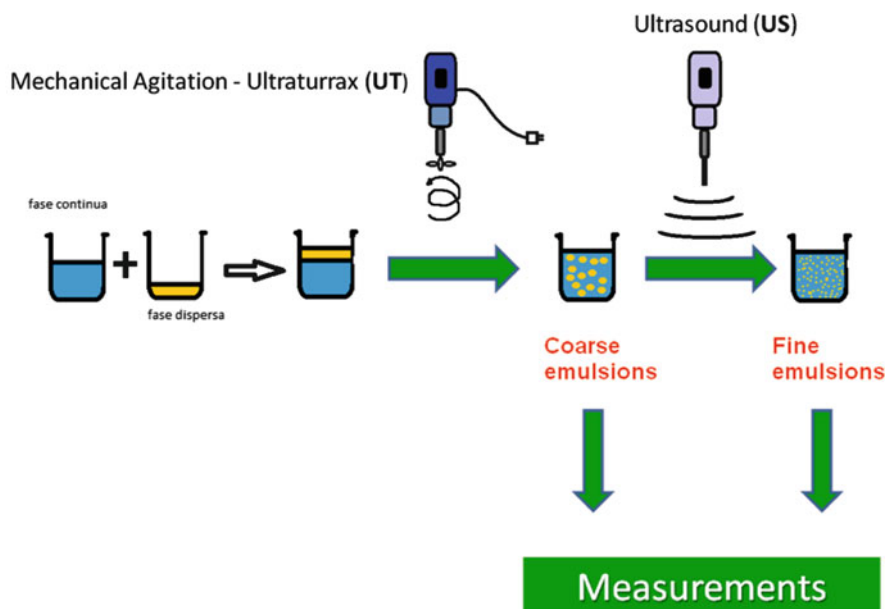 Ultrasound (US)
Mechanical Agitation - Ultraturrax (UT)
fase continua
fase dispersa
Coarse
emulsions
Fine
emulsions
Measurements